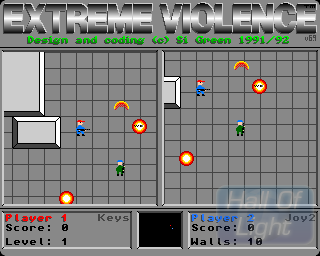 EXTREME VIOLENCE
Design and coding (c) Si Green 1991/92 v69
Player 1 Keys
Score: 0
Level: 1
Player 2 Joy2
Score: 0
Walls: 10
Hall Of Light